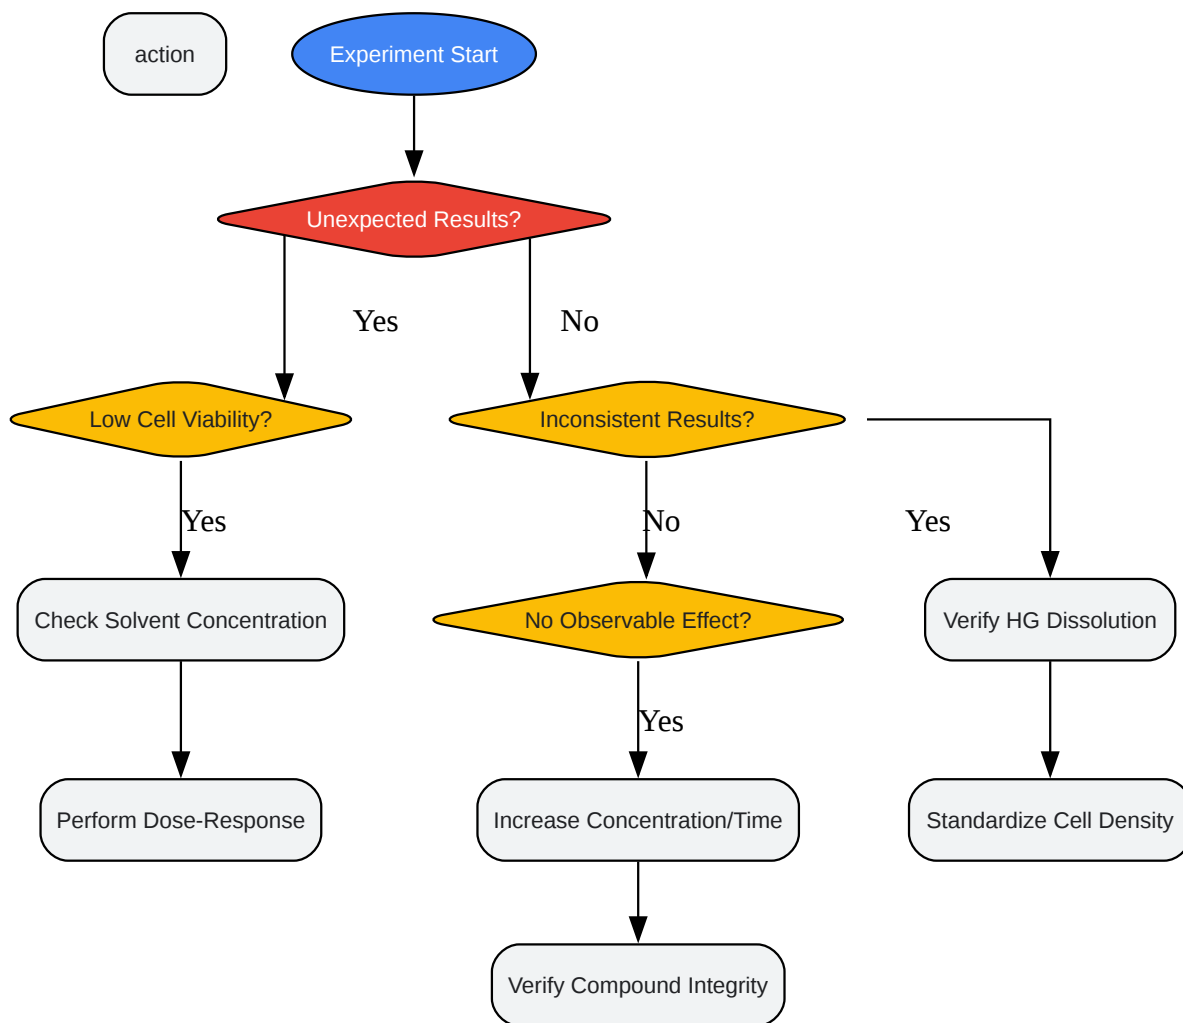 action
Experiment Start
Unexpected Results?
Yes
No
Low Cell Viability?
Inconsistent Results?
Yes
No
Yes
Check Solvent Concentration
No Observable Effect?
Verify HG Dissolution
Yes
Perform Dose-Response
Increase Concentration/Time
Standardize Cell Density
Verify Compound Integrity